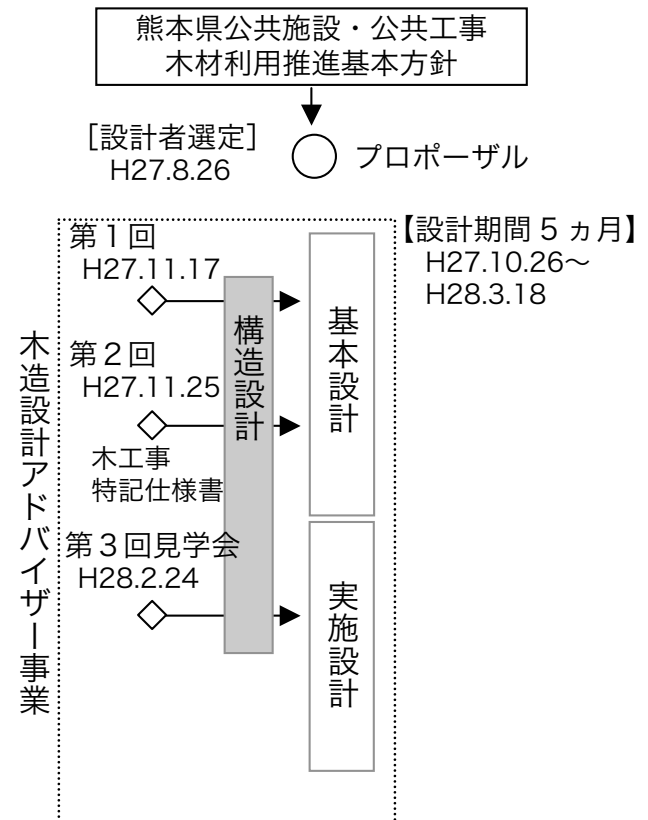 熊本県公共施設・公共工事
木材利用推進基本方針
［設計者選定］
H27.8.26
プロポーザル
【設計期間 5 ヵ月】
H27.10.26～
H28.3.18
木造設計アドバイザー事業
第１回
H27.11.17
第２回
H27.11.25
木工事
特記仕様書
第３回見学会
H28.2.24
構造設計
基本設計
実施設計